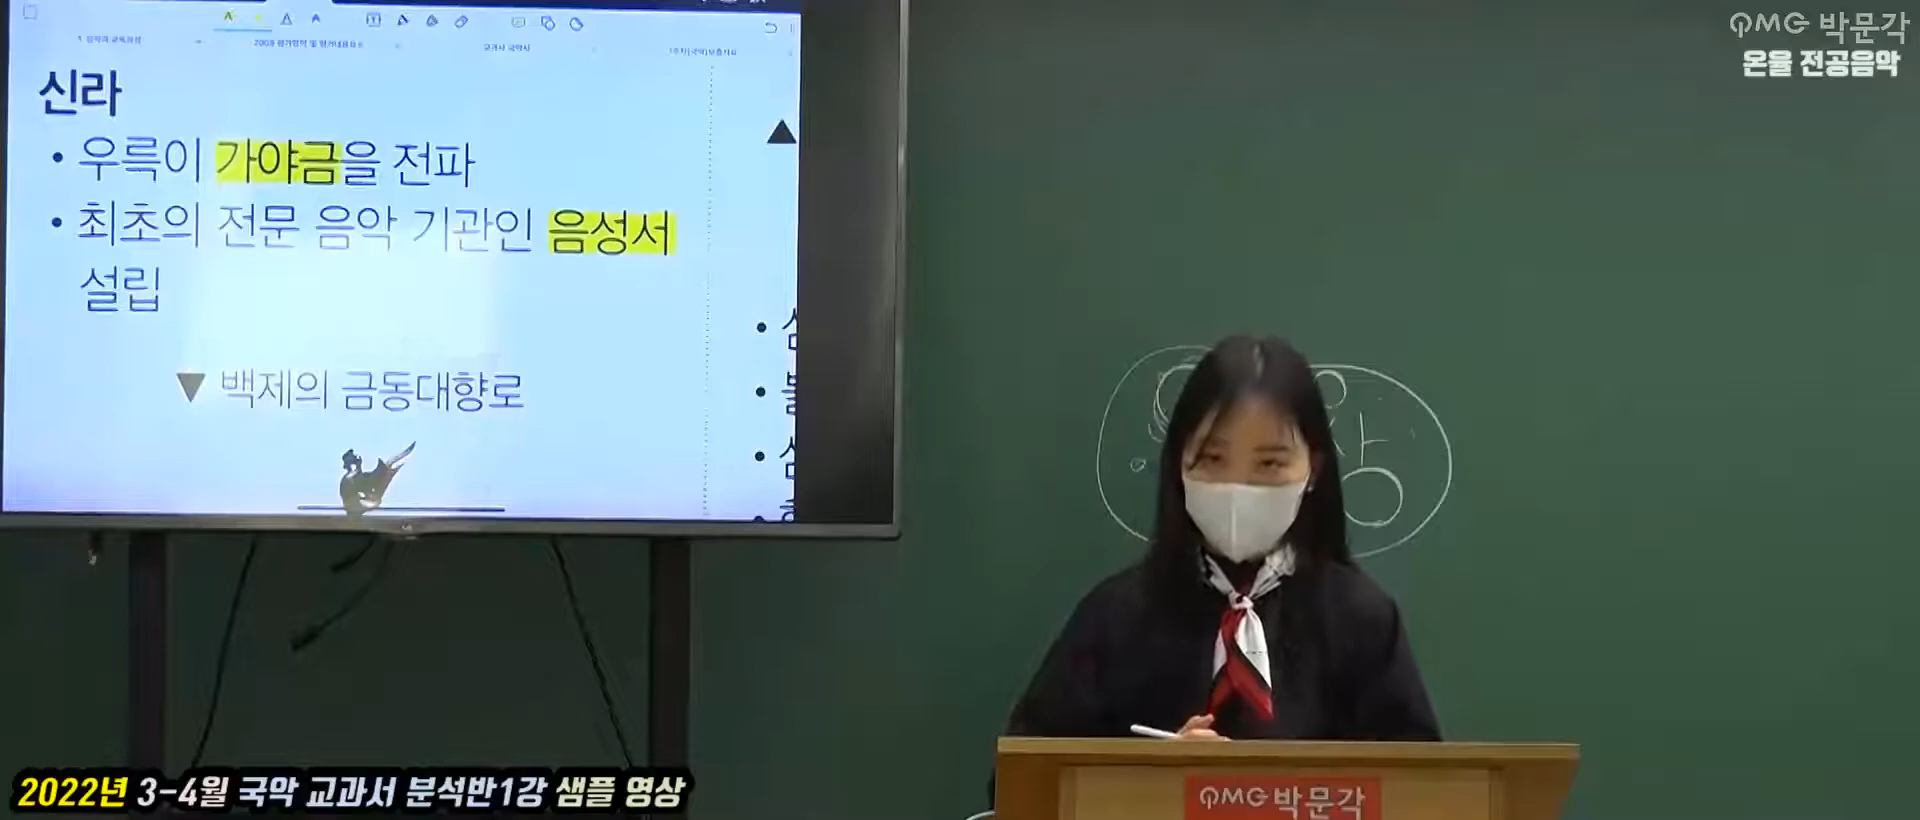 PMG 박문각
온율 전공음악
신라
• 우륵이 가야금을 전파
• 최초의 전문 음악 기관인 음성서
설립
▼ 백제의 금동대향로
2022년 3-4월 국악 교과서 분석반1강 샘플 영상
PMG 박문각